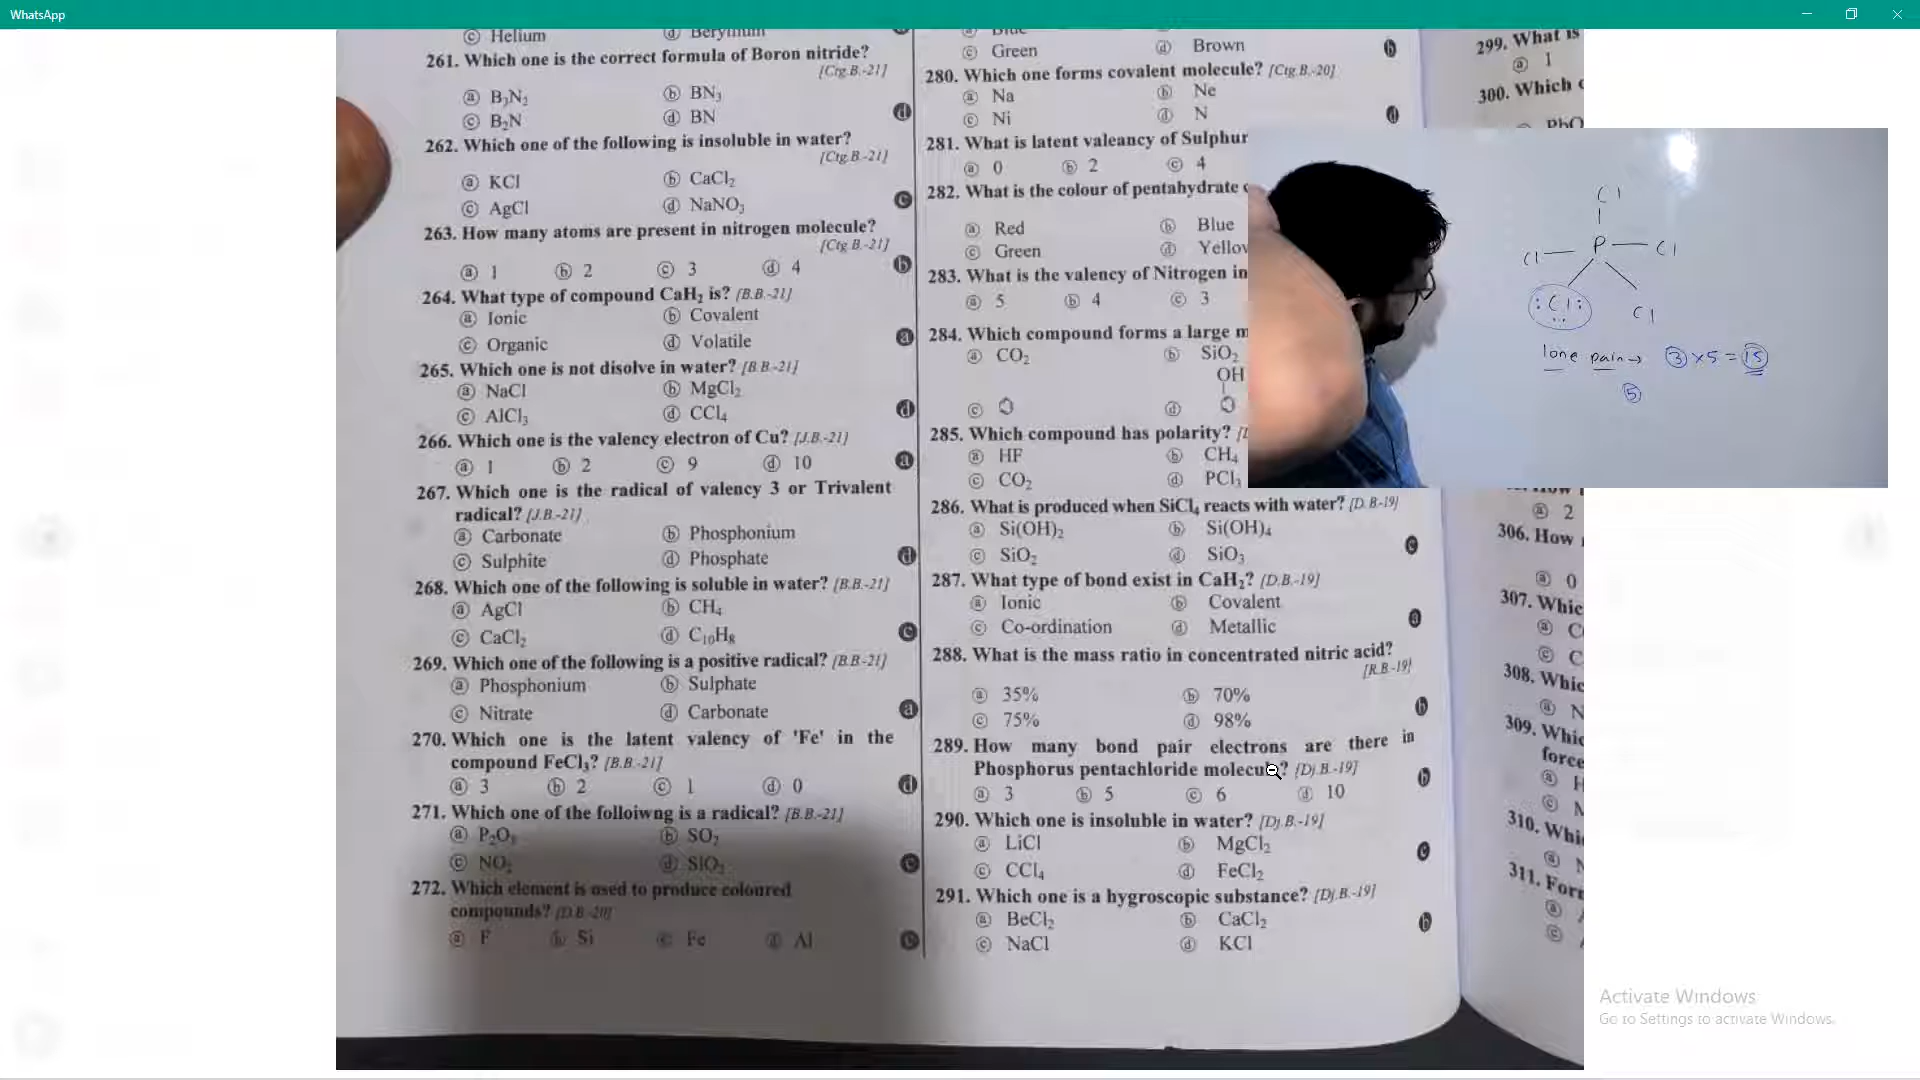 WhatsApp
ⓒ Helium ⓓ Beryllium
261. Which one is the correct formula of Boron nitride?
[Ctg.B.-21]
ⓐ B₃N₂ ⓑ BN₃
ⓒ B₂N ⓓ BN ⓓ
262. Which one of the following is insoluble in water?
[Ctg.B.-21]
ⓐ KCl ⓑ CaCl₂
ⓒ AgCl ⓓ NaNO₃ ⓒ
263. How many atoms are present in nitrogen molecule?
[Ctg.B.-21]
ⓐ 1 ⓑ 2 ⓒ 3 ⓓ 4 ⓑ
264. What type of compound CaH₂ is? [B.B.-21]
ⓐ Ionic ⓑ Covalent
ⓒ Organic ⓓ Volatile ⓐ
265. Which one is not disolve in water? [B.B.-21]
ⓐ NaCl ⓑ MgCl₂
ⓒ AlCl₃ ⓓ CCl₄ ⓓ
266. Which one is the valency electron of Cu? [J.B.-21]
ⓐ 1 ⓑ 2 ⓒ 9 ⓓ 10 ⓐ
267. Which one is the radical of valency 3 or Trivalent
radical? [J.B.-21]
ⓐ Carbonate ⓑ Phosphonium
ⓒ Sulphite ⓓ Phosphate ⓓ
268. Which one of the following is soluble in water? [B.B.-21]
ⓐ AgCl ⓑ CH₄
ⓒ CaCl₂ ⓓ C₁₀H₈ ⓒ
269. Which one of the following is a positive radical? [B.B-21]
ⓐ Phosphonium ⓑ Sulphate
ⓒ Nitrate ⓓ Carbonate ⓐ
270. Which one is the latent valency of 'Fe' in the
compound FeCl₃? [B.B.-21]
ⓐ 3 ⓑ 2 ⓒ 1 ⓓ 0 ⓓ
271. Which one of the folloiwng is a radical? [B.B.-21]
ⓐ P₂O₅ ⓑ SO₂
ⓒ NO₂ ⓓ SiO₂ ⓒ
272. Which element is used to produce coloured
compounds? [D.B.-20]
ⓐ F ⓑ Si ⓒ Fe ⓓ Al ⓒ
ⓐ Blue
ⓒ Green ⓓ Brown ⓑ
280. Which one forms covalent molecule? [Ctg.B.-20]
ⓐ Na ⓑ Ne
ⓒ Ni ⓓ N ⓓ
281. What is latent valeancy of Sulphur
ⓐ 0 ⓑ 2 ⓒ 4
282. What is the colour of pentahydrate
ⓐ Red ⓑ Blue
ⓒ Green ⓓ Yellov
283. What is the valency of Nitrogen in
ⓐ 5 ⓑ 4 ⓒ 3
284. Which compound forms a large m
ⓐ CO₂ ⓑ SiO₂
OH
ⓒ ⓓ
285. Which compound has polarity?
ⓐ HF ⓑ CH₄
ⓒ CO₂ ⓓ PCl₃
286. What is produced when SiCl₄ reacts with water? [D.B-19]
ⓐ Si(OH)₂ ⓑ Si(OH)₄
ⓒ SiO₂ ⓓ SiO₃ ⓒ
287. What type of bond exist in CaH₂? [D.B.-19]
ⓐ Ionic ⓑ Covalent
ⓒ Co-ordination ⓓ Metallic ⓐ
288. What is the mass ratio in concentrated nitric acid?
[R.B.-19]
ⓐ 35% ⓑ 70%
ⓒ 75% ⓓ 98% ⓑ
289. How many bond pair electrons are there in
Phosphorus pentachloride molecule? [Dj.B.-19]
ⓐ 3 ⓑ 5 ⓒ 6 ⓓ 10 ⓑ
290. Which one is insoluble in water? [Dj.B.-19]
ⓐ LiCl ⓑ MgCl₂
ⓒ CCl₄ ⓓ FeCl₂ ⓒ
291. Which one is a hygroscopic substance? [Dj.B.-19]
ⓐ BeCl₂ ⓑ CaCl₂
ⓒ NaCl ⓓ KCl ⓑ
299. What is
ⓐ 1
300. Which
PbO
Cl
Cl P Cl
:Cl: Cl
lone pain → 3 × 5 = 15
5
ⓐ 2
306. How
ⓐ 0
307. Whic
ⓐ C
ⓒ C
308. Whic
ⓐ N
309. Whic
force
ⓐ H
ⓒ M
310. Whi
ⓐ N
311. Forr
ⓐ
ⓒ
Activate Windows
Go to Settings to activate Windows.